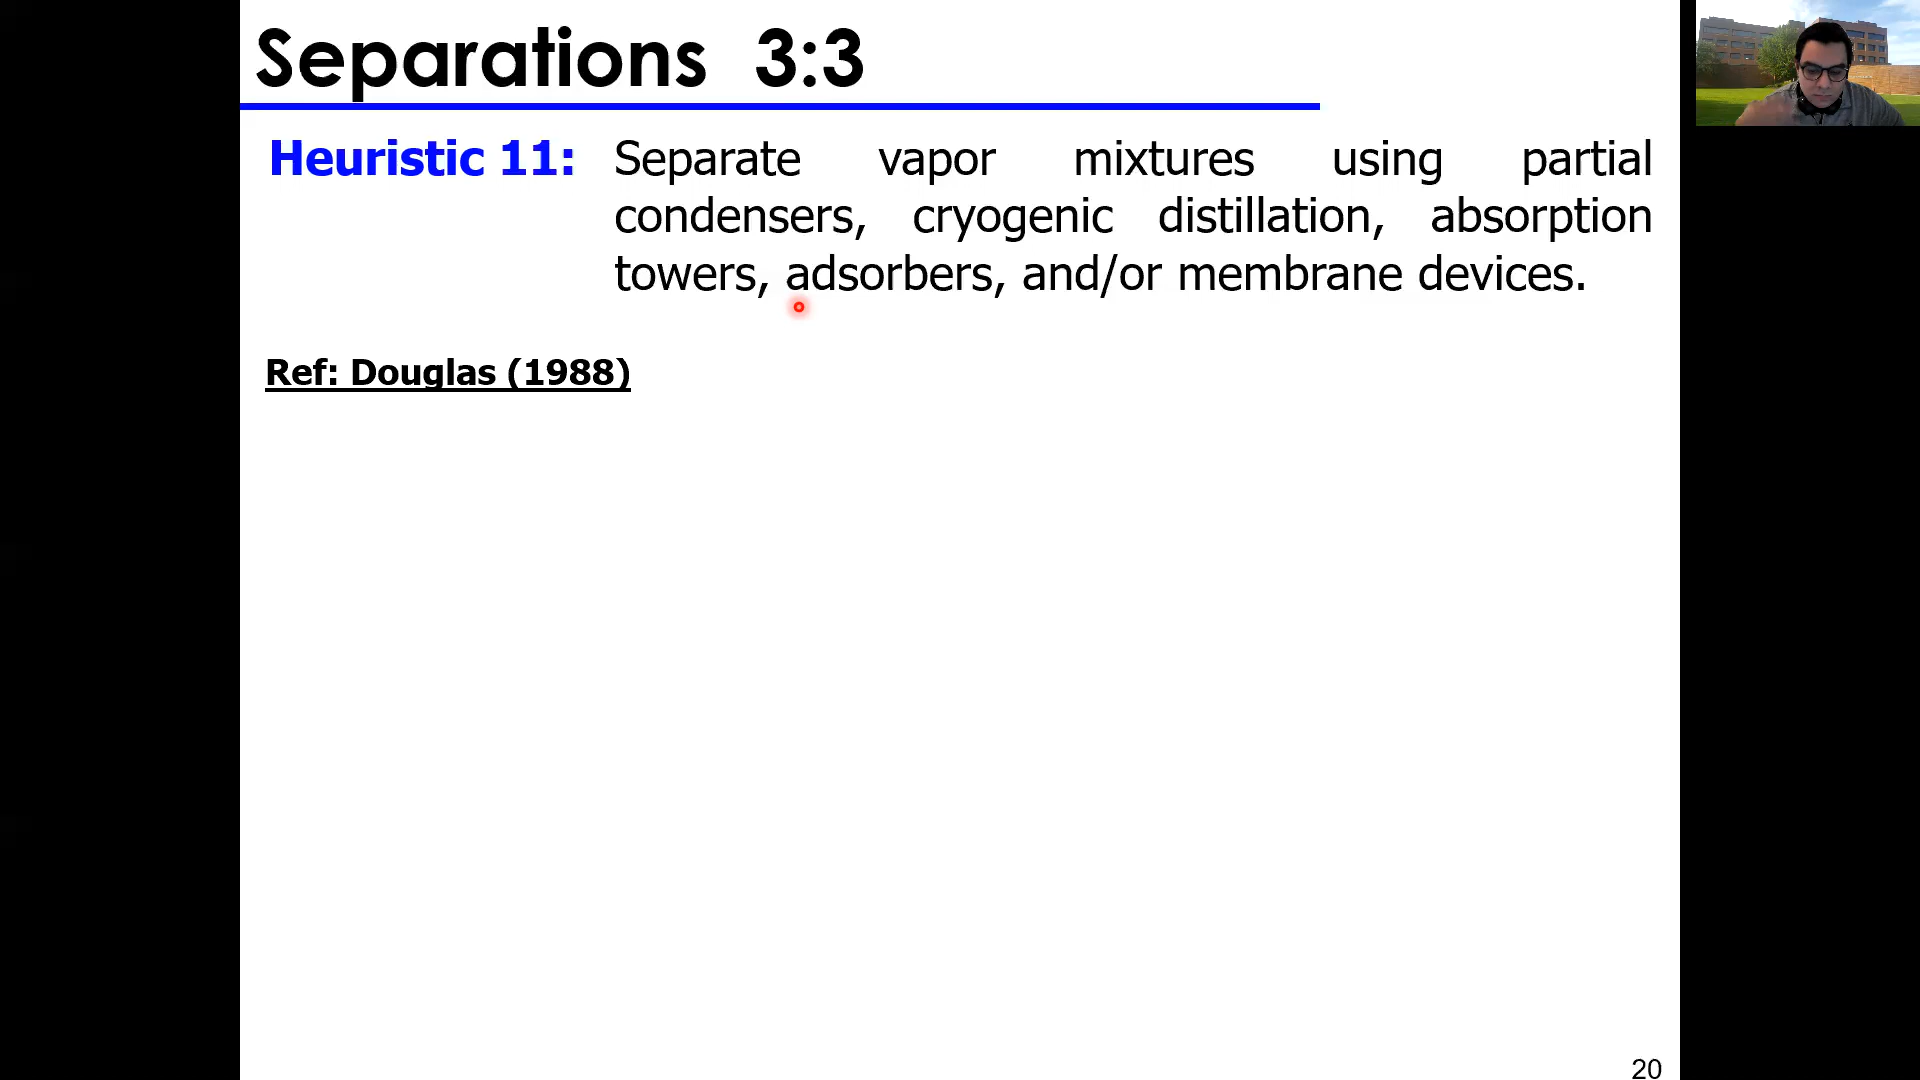 Separations 3:3
Heuristic 11: Separate vapor mixtures using partial
condensers, cryogenic distillation, absorption
towers, adsorbers, and/or membrane devices.
Ref: Douglas (1988)
20